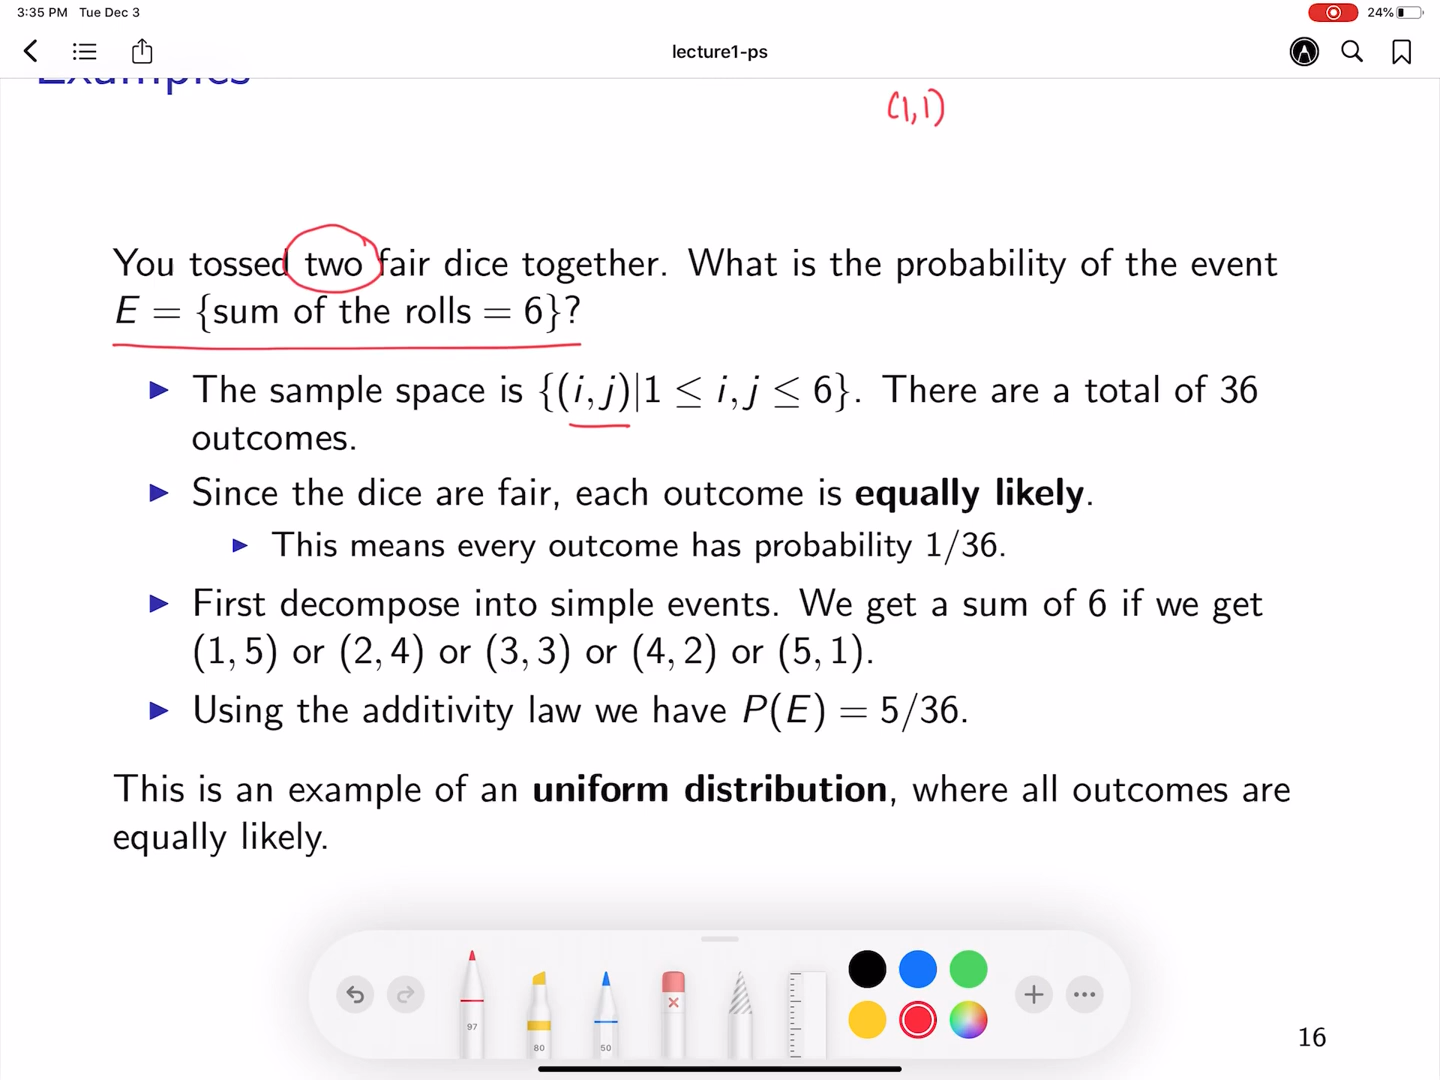 3:35 PM Tue Dec 3
24%
lecture1-ps
Examples
(1,1)
You tossed two fair dice together. What is the probability of the event
E = {sum of the rolls = 6}?
▶ The sample space is {(i, j)|1 ≤ i, j ≤ 6}. There are a total of 36
outcomes.
▶ Since the dice are fair, each outcome is equally likely.
▶ This means every outcome has probability 1/36.
▶ First decompose into simple events. We get a sum of 6 if we get
(1, 5) or (2, 4) or (3, 3) or (4, 2) or (5, 1).
▶ Using the additivity law we have P(E) = 5/36.
This is an example of an uniform distribution, where all outcomes are
equally likely.
97
80
50
16